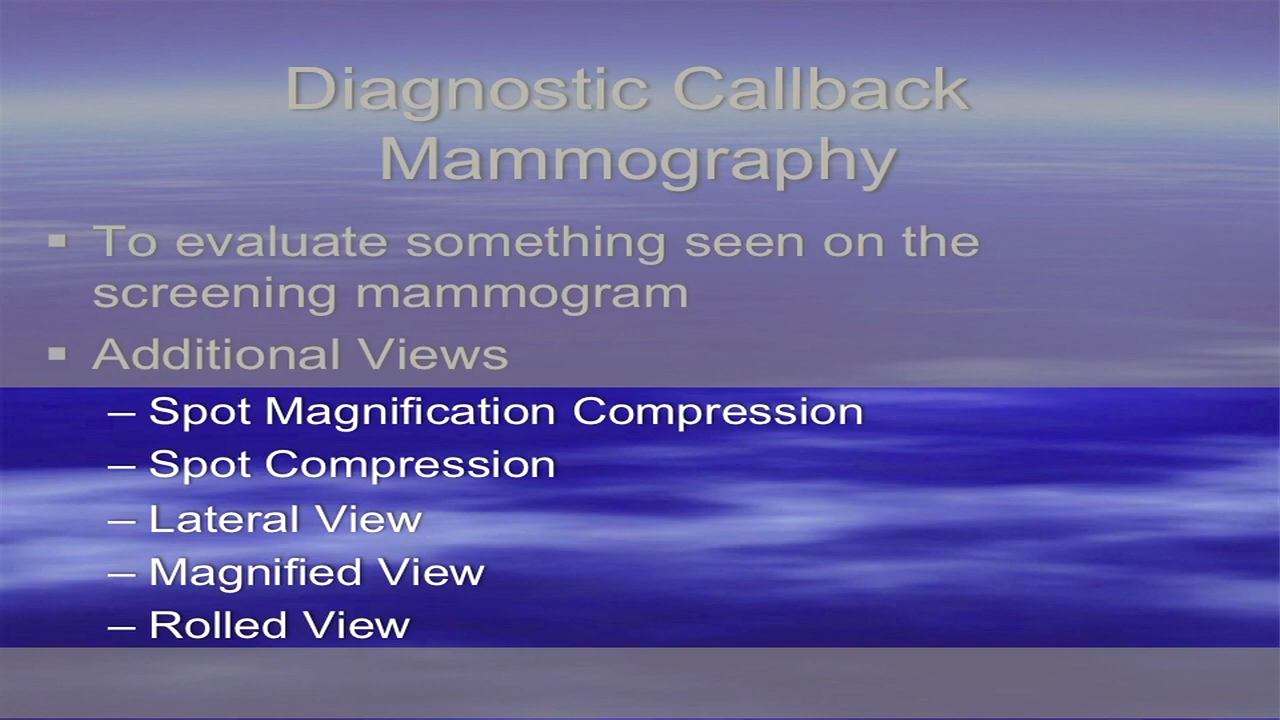 Diagnostic Callback
Mammography
▪ To evaluate something seen on the
screening mammogram
▪ Additional Views
– Spot Magnification Compression
– Spot Compression
– Lateral View
– Magnified View
– Rolled View